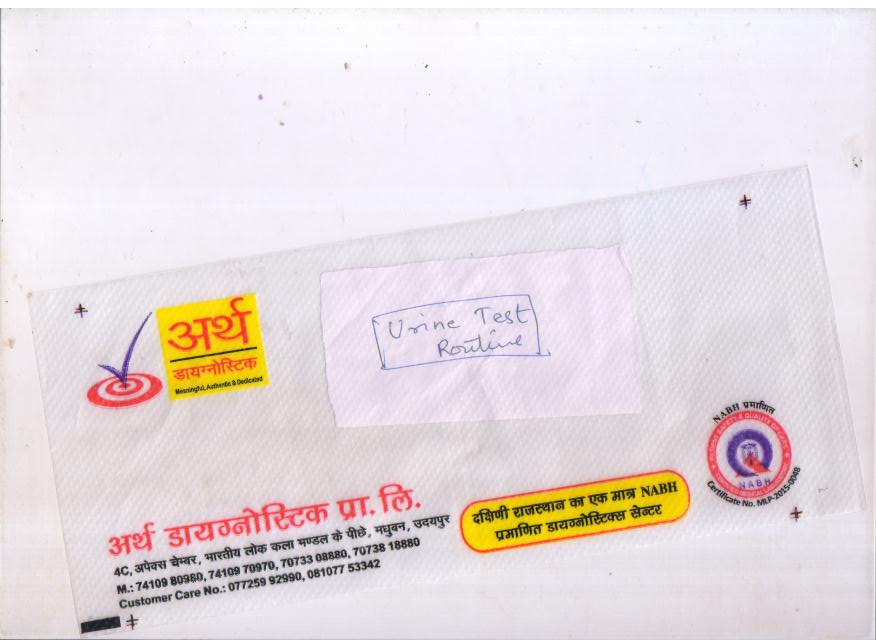 Urine Test
Routine
अर्थ
डायग्नोस्टिक
Meaningful, Authentic & Dedicated
NABH प्रमाणित
NABH
Certificate No. MLP-2015-0048
अर्थ डायग्नोस्टिक प्रा. लि.
4C, अपेक्स चेम्बर, भारतीय लोक कला मण्डल के पीछे, मधुबन, उदयपुर
M.: 74109 80980, 74109 70970, 70733 08880, 70738 18880
Customer Care No.: 077259 92990, 081077 53342
दक्षिणी राजस्थान का एक मात्र NABH
प्रमाणित डायग्नोस्टिक्स सेन्टर